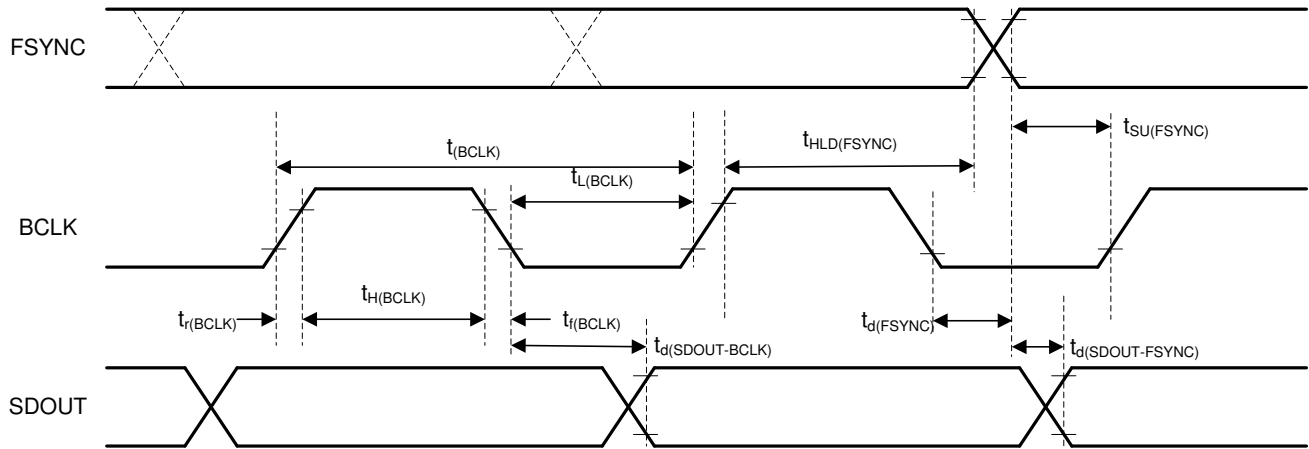 FSYNC
t(BCLK)
tHLD(FSYNC)
tSU(FSYNC)
tL(BCLK)
BCLK
tH(BCLK)
tr(BCLK)
tf(BCLK)
td(FSYNC)
td(SDOUT-BCLK)
td(SDOUT-FSYNC)
SDOUT